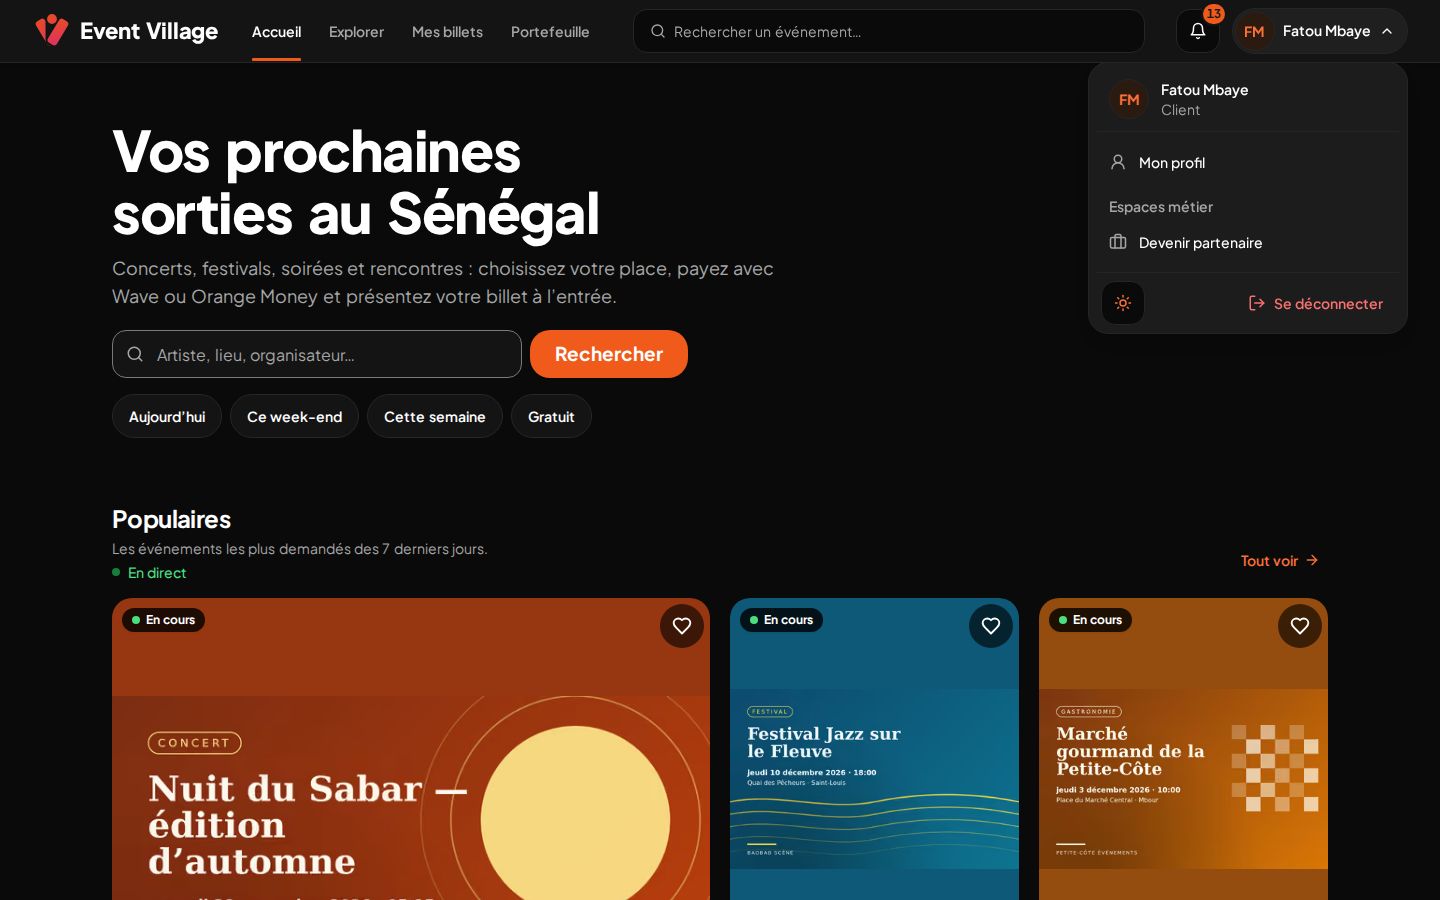 Event Village
Accueil
Explorer
Mes billets
Portefeuille
Rechercher un événement...
13
FM
Fatou Mbaye
FM
Fatou Mbaye
Client
Mon profil
Espaces métier
Devenir partenaire
Se déconnecter
Vos prochaines
sorties au Sénégal
Concerts, festivals, soirées et rencontres : choisissez votre place, payez avec
Wave ou Orange Money et présentez votre billet à l’entrée.
Artiste, lieu, organisateur...
Rechercher
Aujourd’hui
Ce week-end
Cette semaine
Gratuit
Populaires
Les événements les plus demandés des 7 derniers jours.
En direct
Tout voir
En cours
CONCERT
Nuit du Sabar —
édition
d’automne
En cours
FESTIVAL
Festival Jazz sur
le Fleuve
jeudi 10 décembre 2026 · 18:00
Quai des Pêcheurs · Saint-Louis
BAOBAB SCÈNE
En cours
GASTRONOMIE
Marché
gourmand de la
Petite-Côte
jeudi 3 décembre 2026 · 10:00
Place du Marché Central · Mbour
PETITE-CÔTE ÉVÉNEMENTS